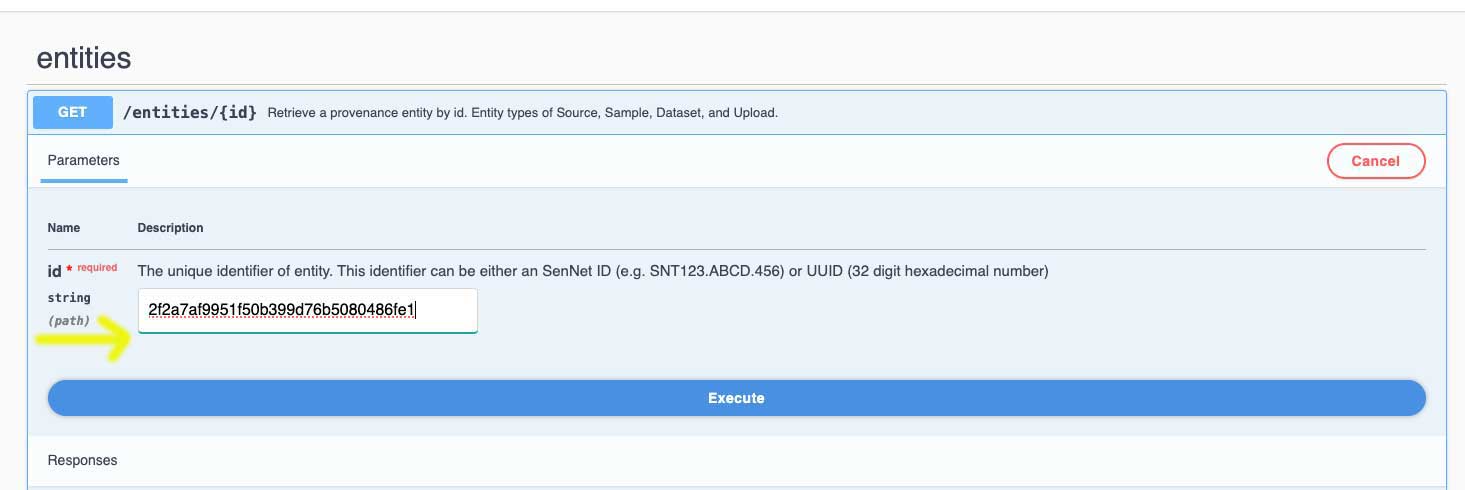 entities
GET /entities/{id} Retrieve a provenance entity by id. Entity types of Source, Sample, Dataset, and Upload.
Parameters Cancel
Name Description
id * required The unique identifier of entity. This identifier can be either an SenNet ID (e.g. SNT123.ABCD.456) or UUID (32 digit hexadecimal number)
string 2f2a7af9951f50b399d76b5080486fe1
(path)
Execute
Responses